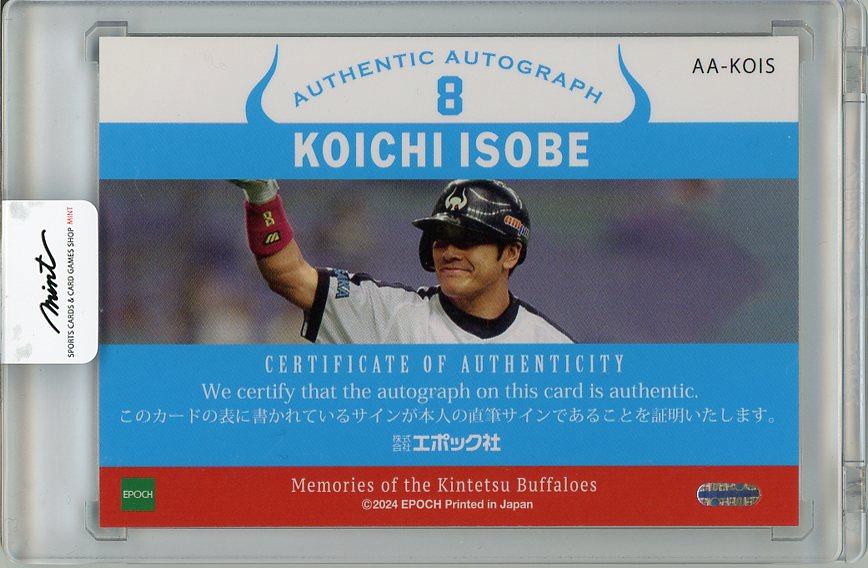 AUTHENTIC AUTOGRAPH
AA-KOIS
8
KOICHI ISOBE
8
mint
SPORTS CARDS & CARD GAMES SHOP MINT
CERTIFICATE OF AUTHENTICITY
We certify that the autograph on this card is authentic.
このカードの表に書かれているサインが本人の直筆サインであることを証明いたします。
株式会社エポック社
EPOCH
Memories of the Kintetsu Buffaloes
©2024 EPOCH Printed in Japan